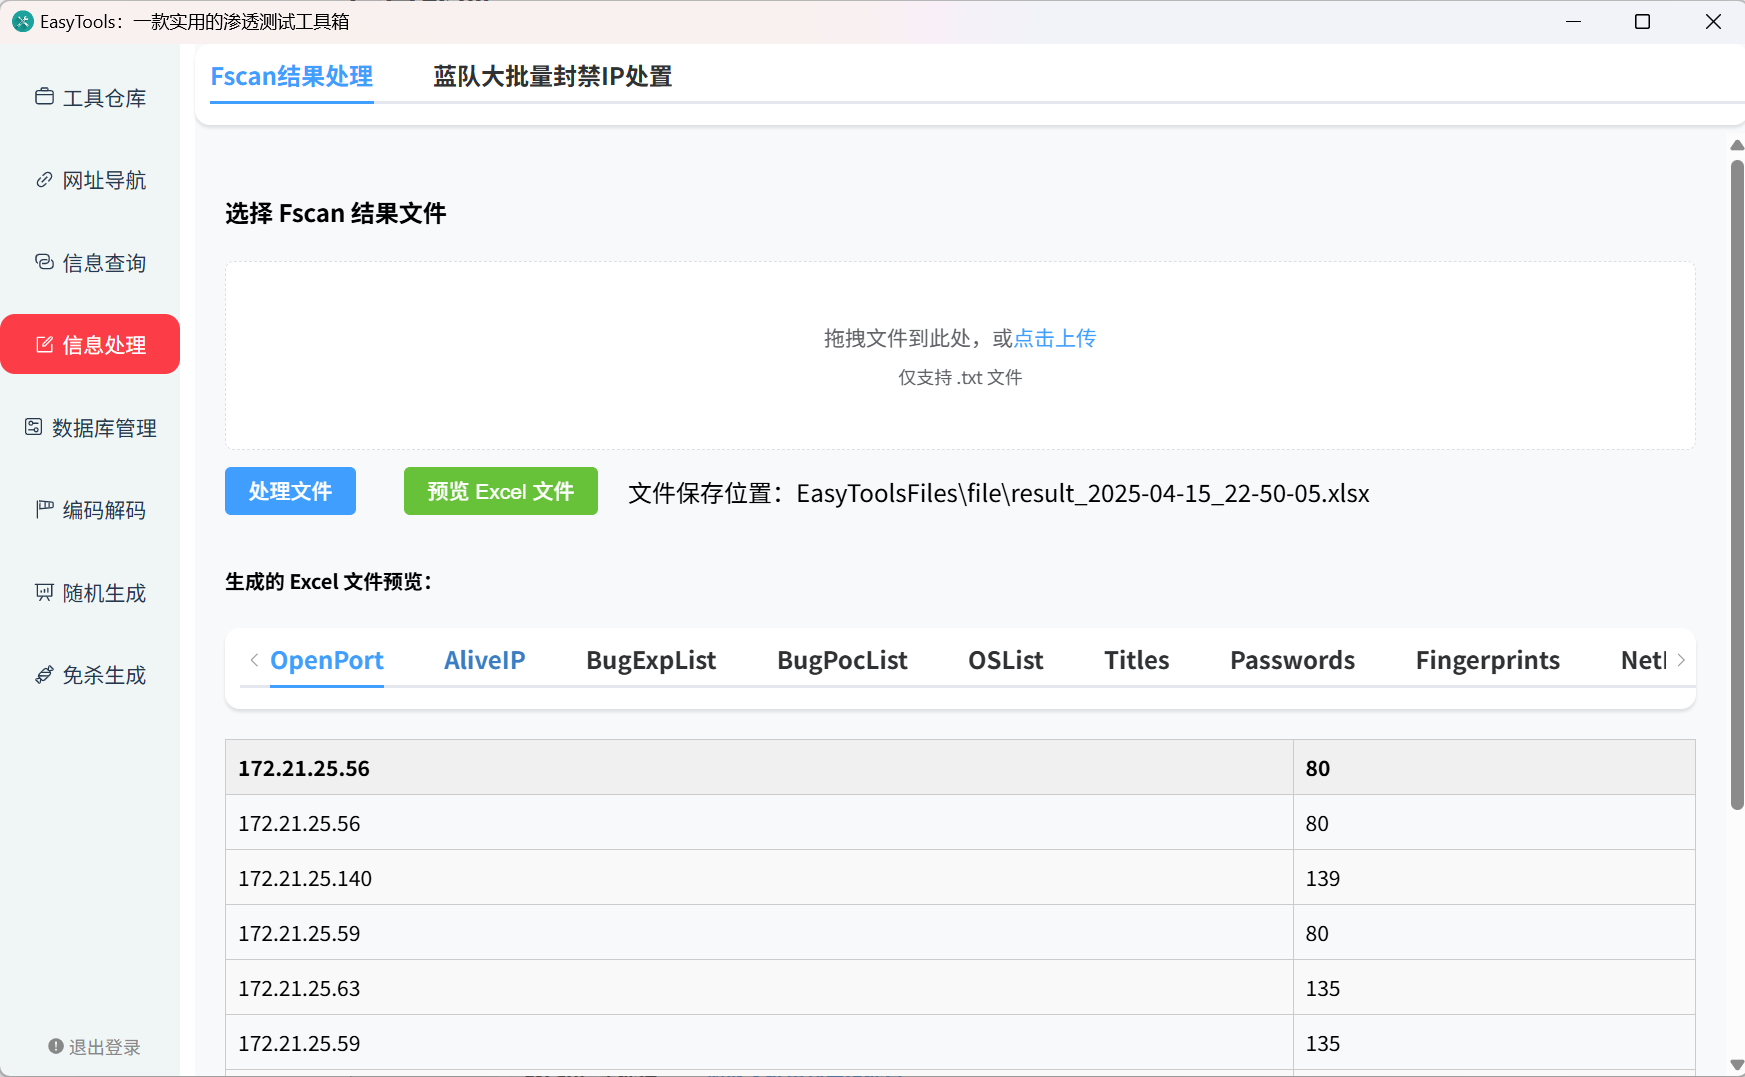 EasyTools：一款实用的渗透测试工具箱
工具仓库
网址导航
信息查询
信息处理
数据库管理
编码解码
随机生成
免杀生成
退出登录
Fscan结果处理
蓝队大批量封禁IP处置
选择 Fscan 结果文件
拖拽文件到此处，或点击上传
仅支持 .txt 文件
处理文件
预览 Excel 文件
文件保存位置：EasyToolsFiles\file\result_2025-04-15_22-50-05.xlsx
生成的 Excel 文件预览：
OpenPort AliveIP BugExpList BugPocList OSList Titles Passwords Fingerprints
172.21.25.56 80
172.21.25.56 80
172.21.25.140 139
172.21.25.59 80
172.21.25.63 135
172.21.25.59 135